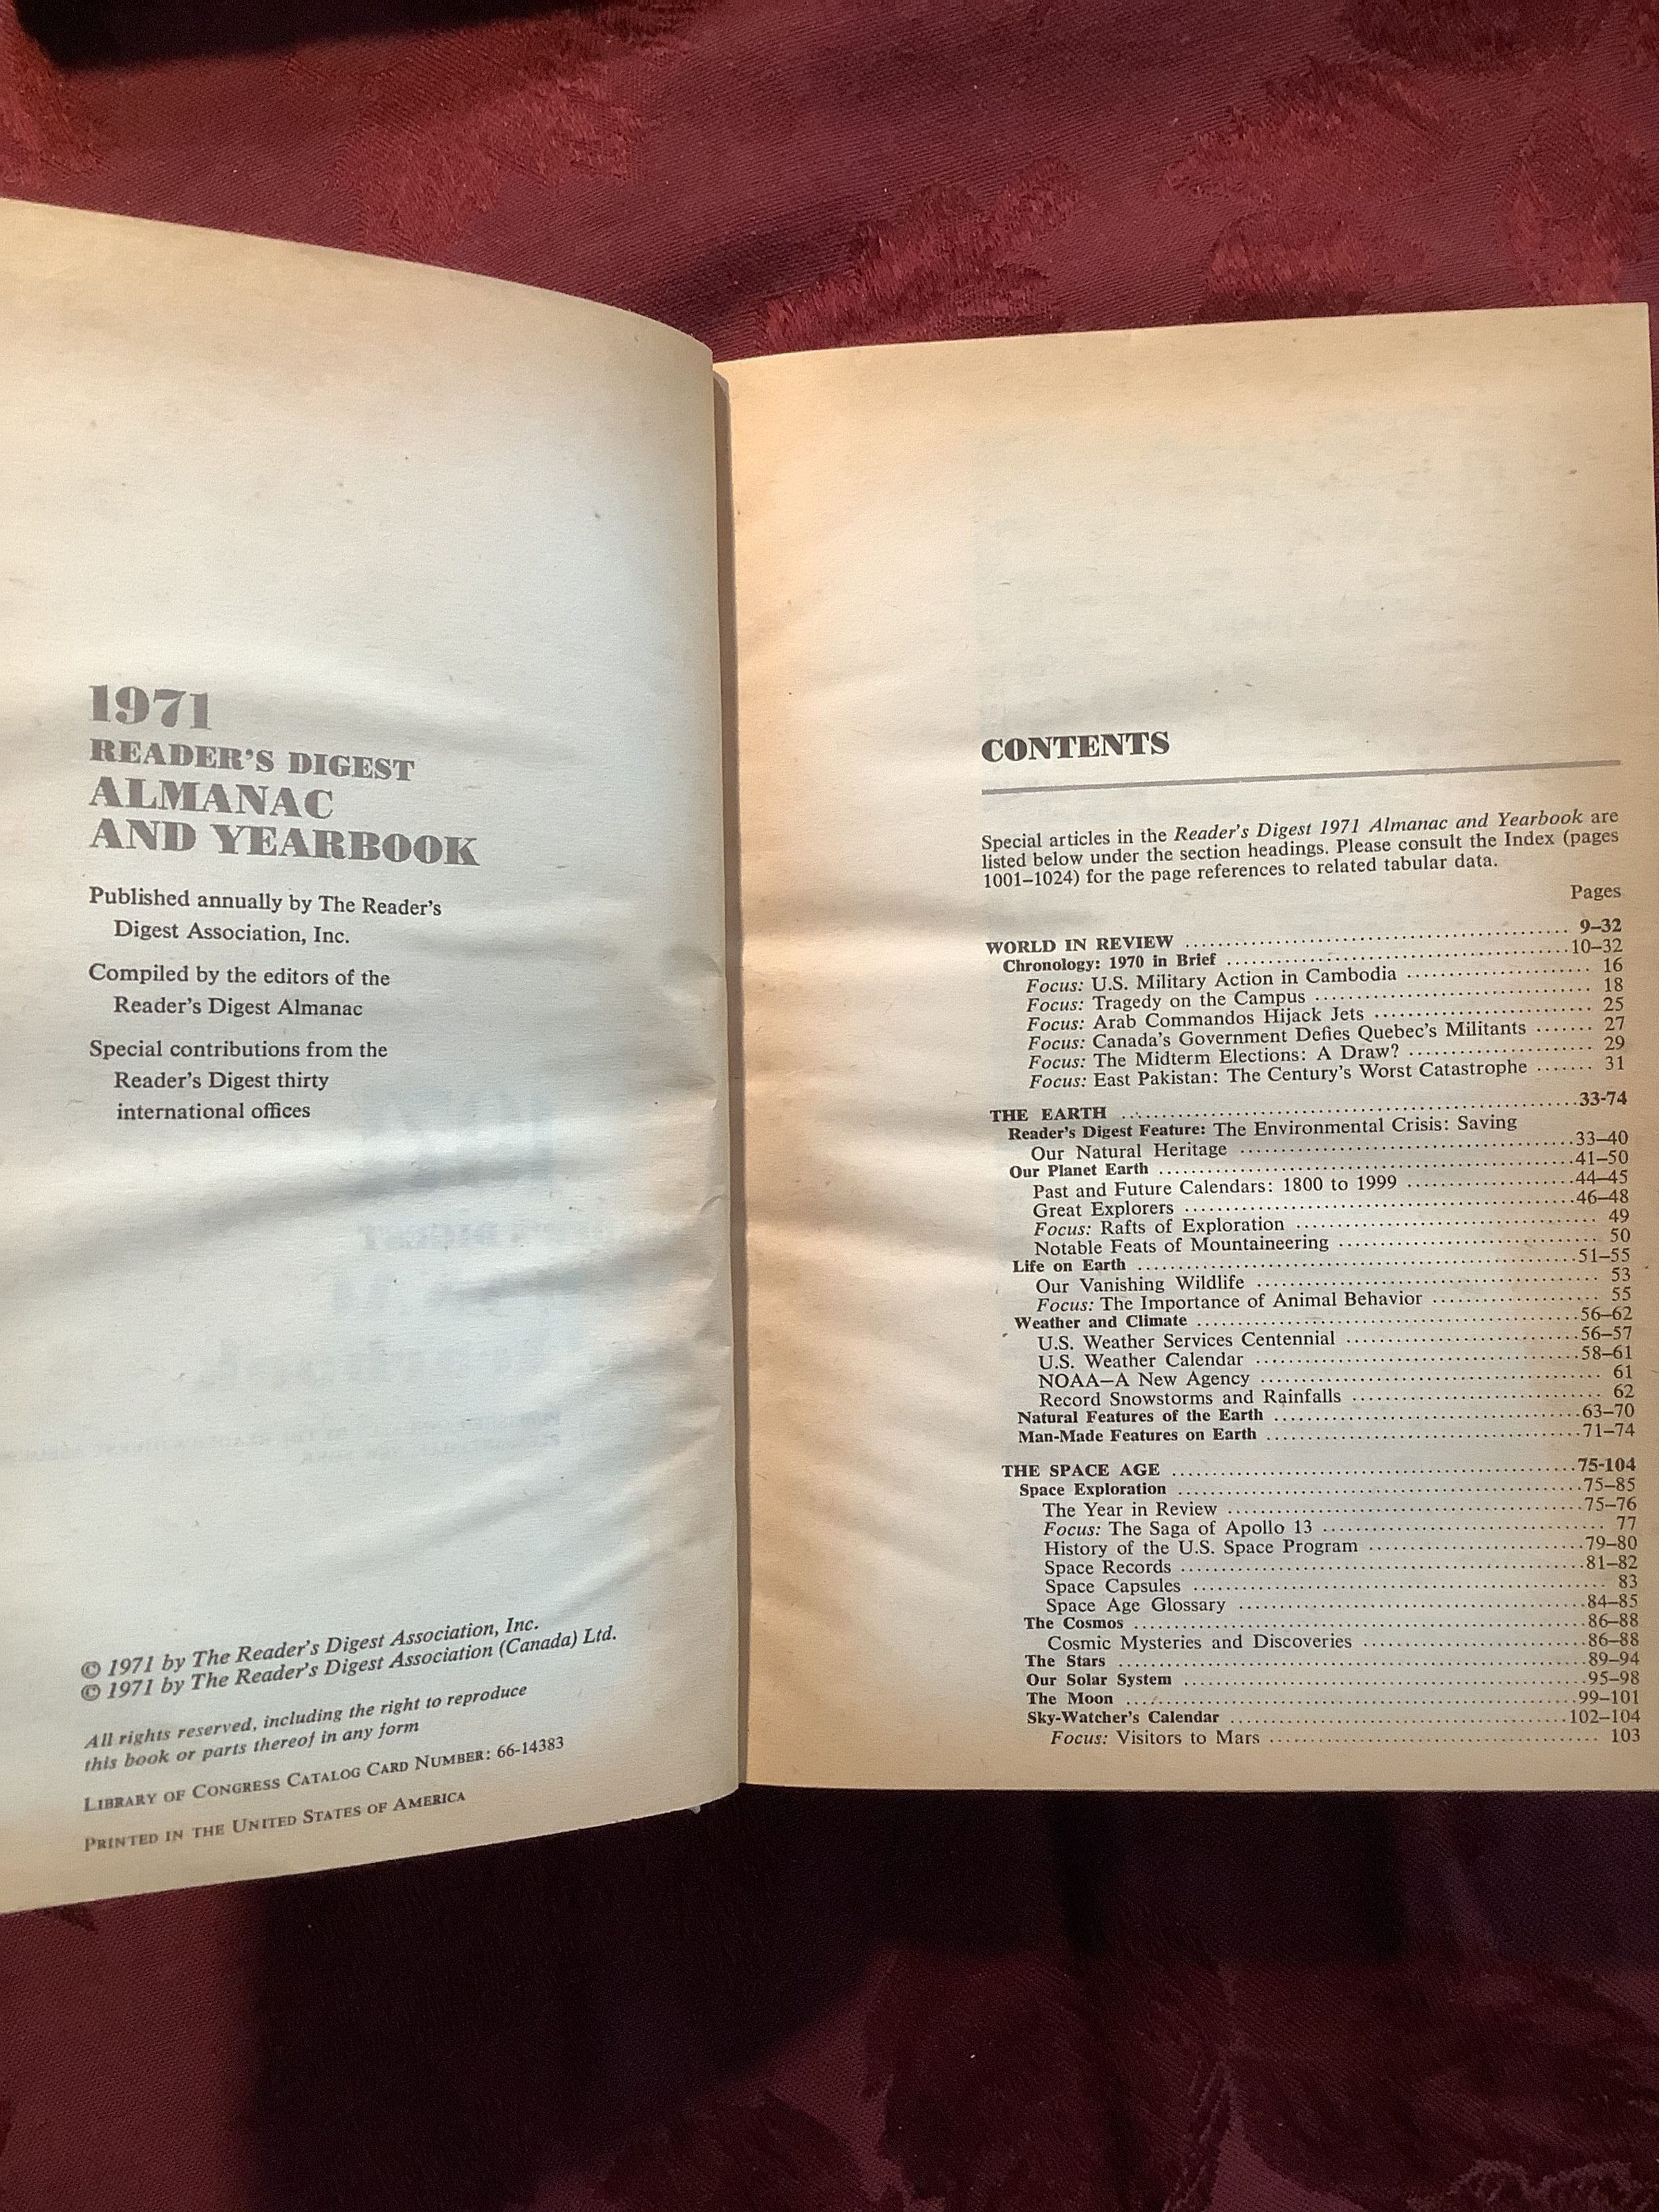 1971
READER'S DIGEST
ALMANAC
AND YEARBOOK
Published annually by The Reader's
Digest Association, Inc.
Compiled by the editors of the
Reader's Digest Almanac
Special contributions from the
Reader's Digest thirty
international offices
© 1971 by The Reader's Digest Association, Inc.
© 1971 by The Reader's Digest Association (Canada) Ltd.
All rights reserved, including the right to reproduce
this book or parts thereof in any form
LIBRARY OF CONGRESS CATALOG CARD NUMBER: 66-14383
PRINTED IN THE UNITED STATES OF AMERICA
CONTENTS
Special articles in the Reader's Digest 1971 Almanac and Yearbook are
listed below under the section headings. Please consult the Index (pages
1001–1024) for the page references to related tabular data.
Pages
WORLD IN REVIEW 9–32
Chronology: 1970 in Brief 10–32
Focus: U.S. Military Action in Cambodia 16
Focus: Tragedy on the Campus 18
Focus: Arab Commandos Hijack Jets 25
Focus: Canada's Government Defies Quebec's Militants 27
Focus: The Midterm Elections: A Draw? 29
Focus: East Pakistan: The Century's Worst Catastrophe 31
THE EARTH 33-74
Reader's Digest Feature: The Environmental Crisis: Saving
Our Natural Heritage 33–40
Our Planet Earth 41–50
Past and Future Calendars: 1800 to 1999 44–45
Great Explorers 46–48
Focus: Rafts of Exploration 49
Notable Feats of Mountaineering 50
Life on Earth 51–55
Our Vanishing Wildlife 53
Focus: The Importance of Animal Behavior 55
Weather and Climate 56–62
U.S. Weather Services Centennial 56–57
U.S. Weather Calendar 58–61
NOAA—A New Agency 61
Record Snowstorms and Rainfalls 62
Natural Features of the Earth 63–70
Man-Made Features on Earth 71–74
THE SPACE AGE 75-104
Space Exploration 75–85
The Year in Review 75–76
Focus: The Saga of Apollo 13 77
History of the U.S. Space Program 79–80
Space Records 81–82
Space Capsules 83
Space Age Glossary 84–85
The Cosmos 86–88
Cosmic Mysteries and Discoveries 86–88
The Stars 89–94
Our Solar System 95–98
The Moon 99–101
Sky-Watcher's Calendar 102–104
Focus: Visitors to Mars 103